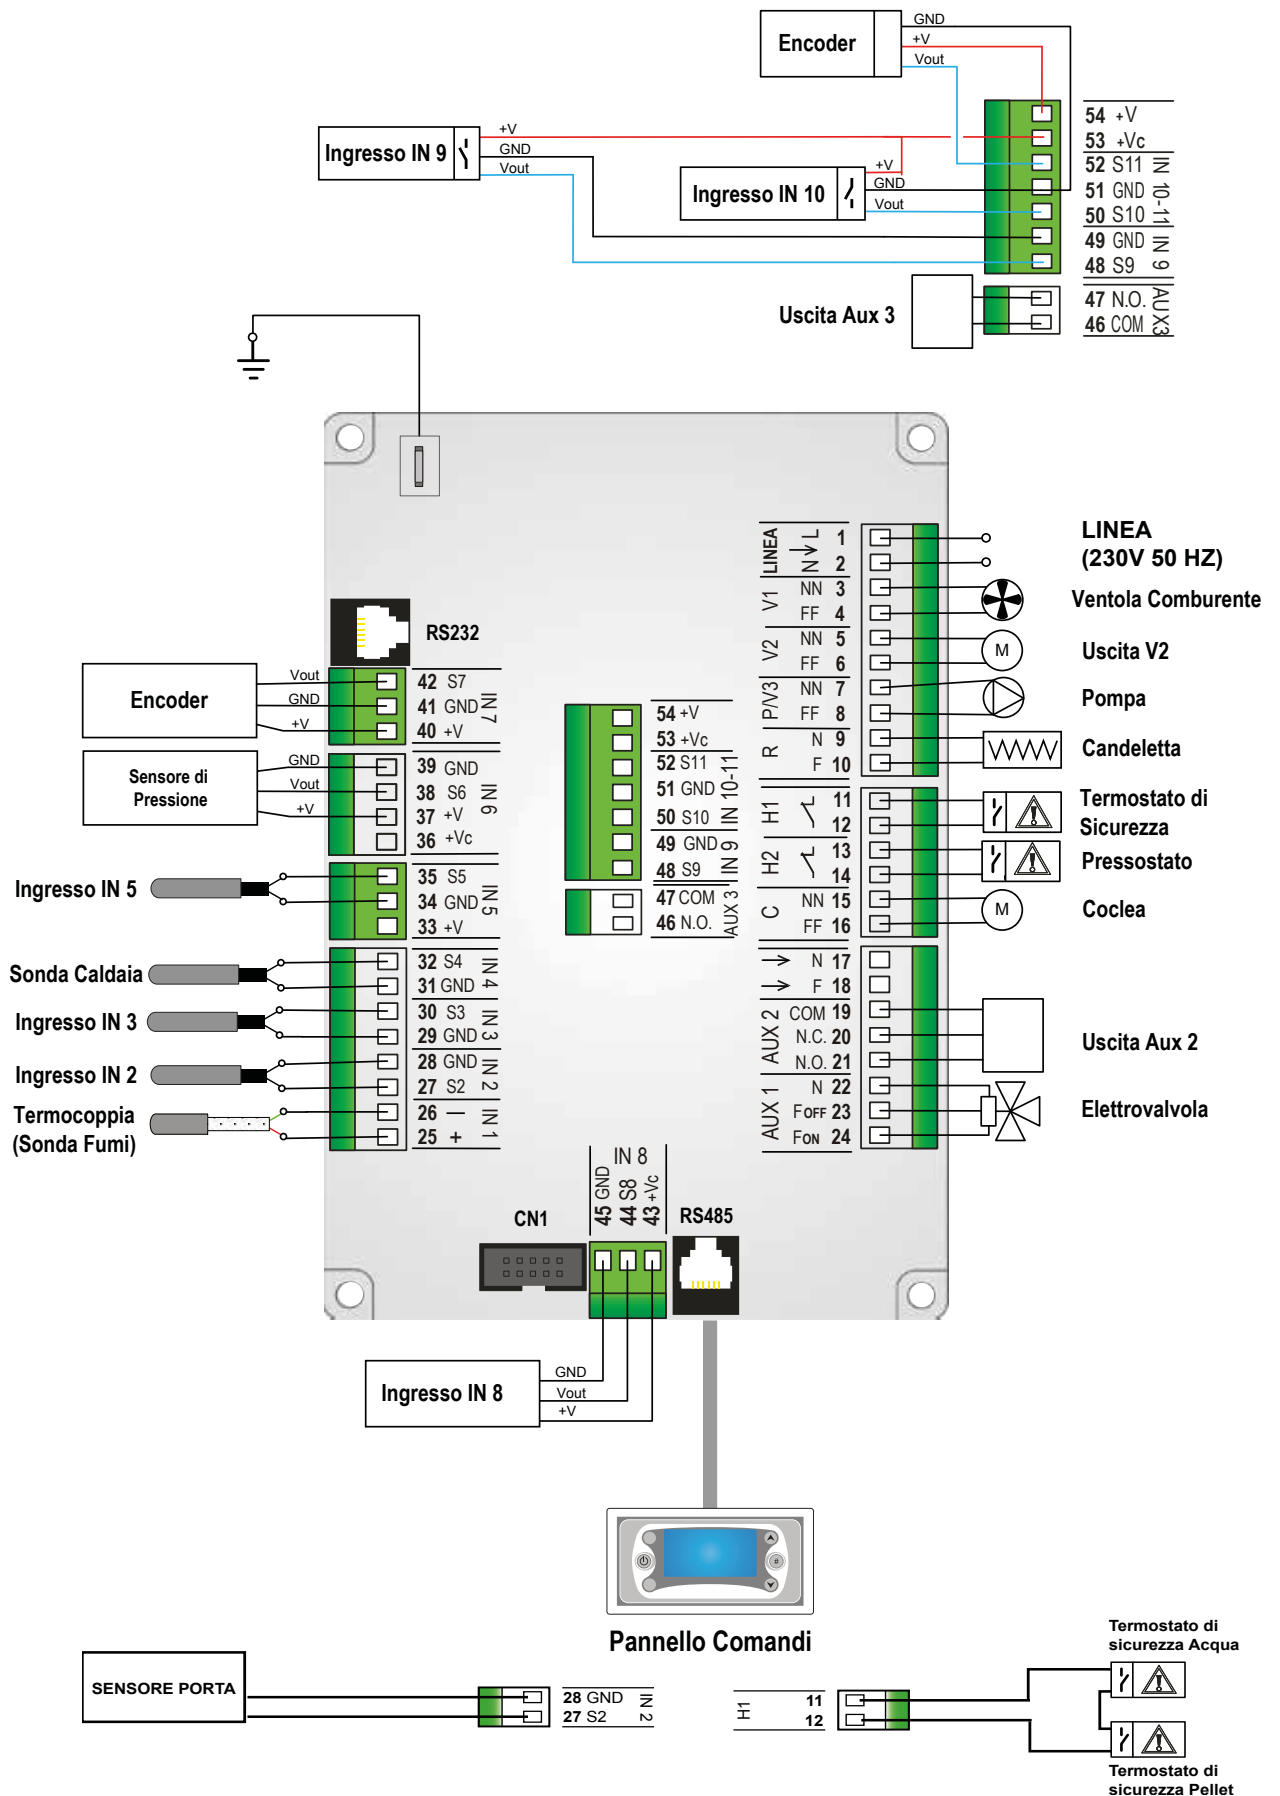 GND
Encoder
+V
Vout
54 +V
53 +Vc
52 S11
51 GND
50 S10
IN 10-11
49 GND
48 S9
IN 9
47 N.O.
46 COM
AUX3
Ingresso IN 9
+V
GND
Vout
Ingresso IN 10
+V
GND
Vout
Uscita Aux 3
LINEA
N L
1
2
LINEA
(230V 50 HZ)
V1
NN 3
FF 4
Ventola Comburente
V2
NN 5
FF 6
M
Uscita V2
P/V3
NN 7
FF 8
Pompa
R
N 9
F 10
Candeletta
H1
11
12
Termostato di
Sicurezza
H2
13
14
Pressostato
C
NN 15
FF 16
M
Coclea
N 17
F 18
AUX 2
COM 19
N.C. 20
N.O. 21
Uscita Aux 2
AUX 1
N 22
FOFF 23
FON 24
Elettrovalvola
RS232
Encoder
Vout
GND
+V
42 S7
41 GND
40 +V
IN 7
Sensore di
Pressione
GND
Vout
+V
39 GND
38 S6
37 +V
36 +Vc
IN 6
Ingresso IN 5
35 S5
34 GND
33 +V
IN 5
Sonda Caldaia
32 S4
31 GND
IN 4
Ingresso IN 3
30 S3
29 GND
IN 3
Ingresso IN 2
28 GND
27 S2
IN 2
Termocoppia
(Sonda Fumi)
26 —
25 +
IN 1
54 +V
53 +Vc
52 S11
51 GND
50 S10
IN 10-11
49 GND
48 S9
IN 9
47 COM
46 N.O.
AUX 3
IN 8
45 GND
44 S8
43 +Vc
CN1
RS485
Ingresso IN 8
GND
Vout
+V
#
Pannello Comandi
SENSORE PORTA
28 GND
27 S2
IN 2
H1
11
12
Termostato di
sicurezza Acqua
Termostato di
sicurezza Pellet